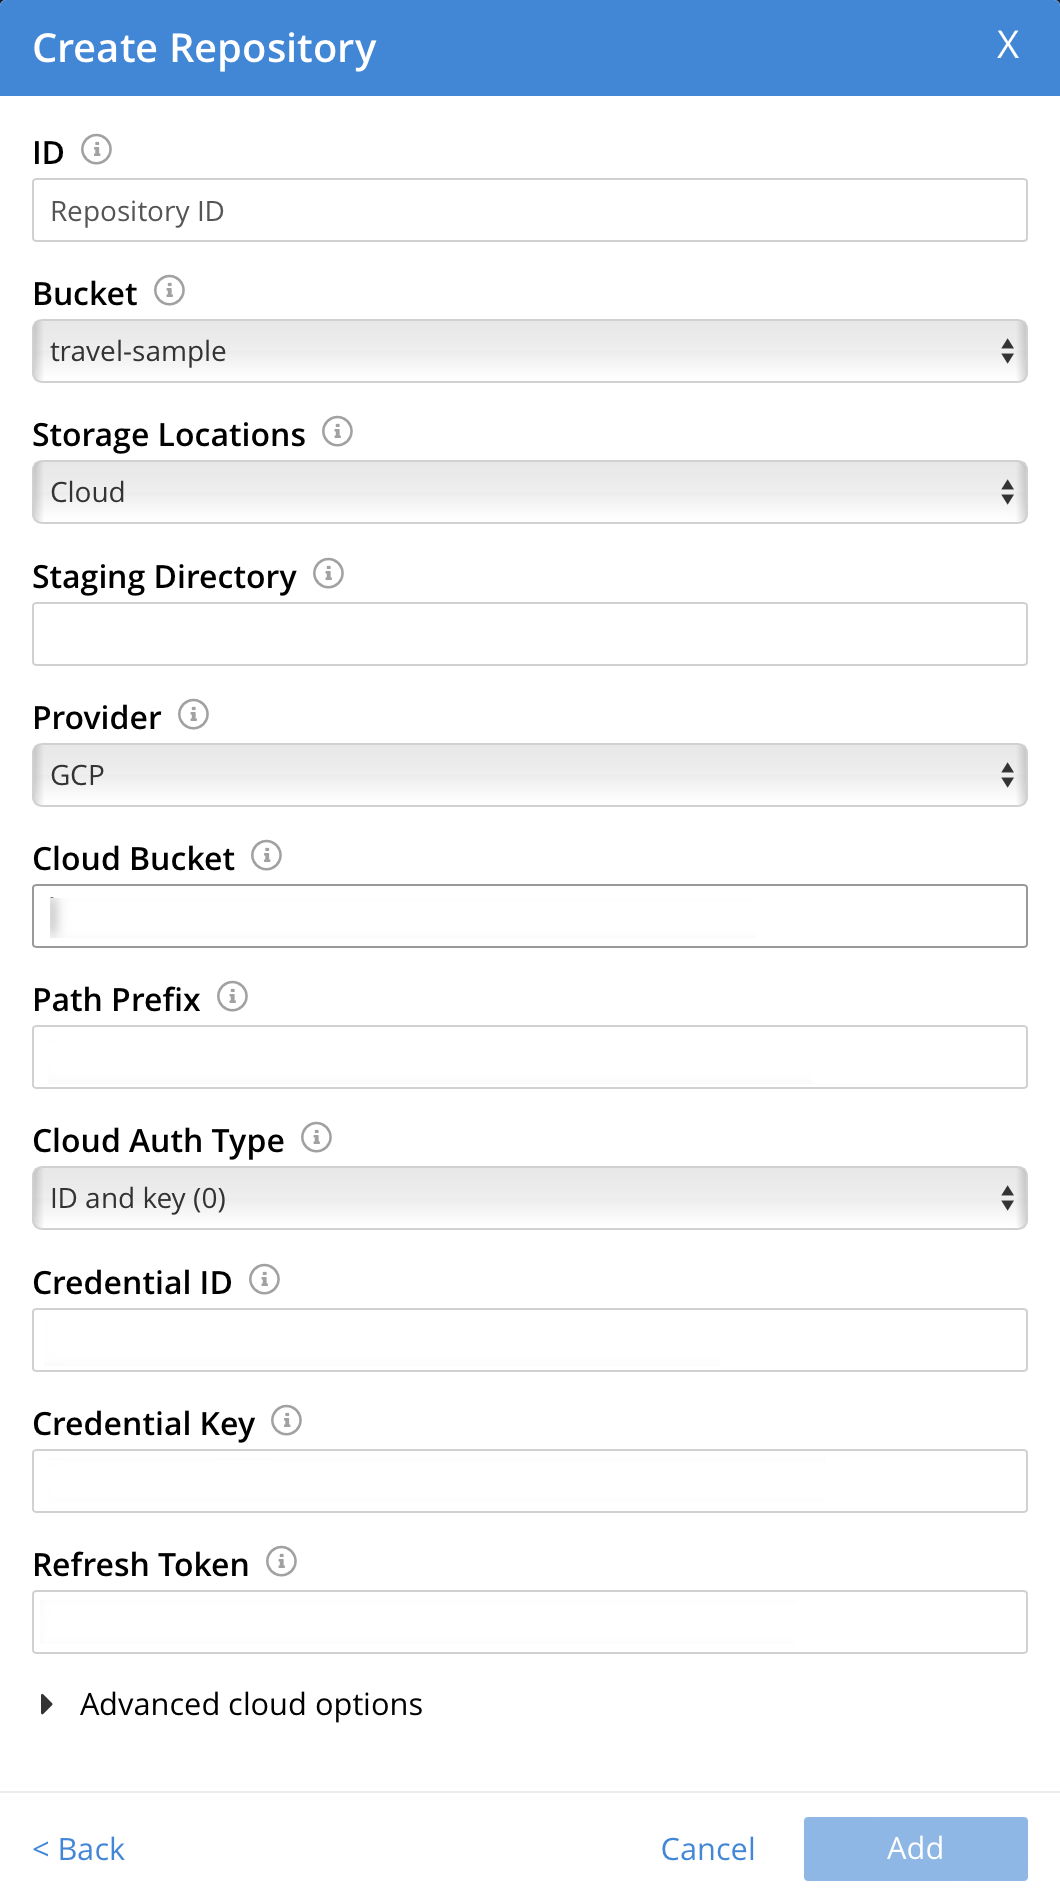 Create Repository X
ID
Repository ID
Bucket
travel-sample
Storage Locations
Cloud
Staging Directory
Provider
GCP
Cloud Bucket
Path Prefix
Cloud Auth Type
ID and key (0)
Credential ID
Credential Key
Refresh Token
Advanced cloud options
< Back Cancel Add